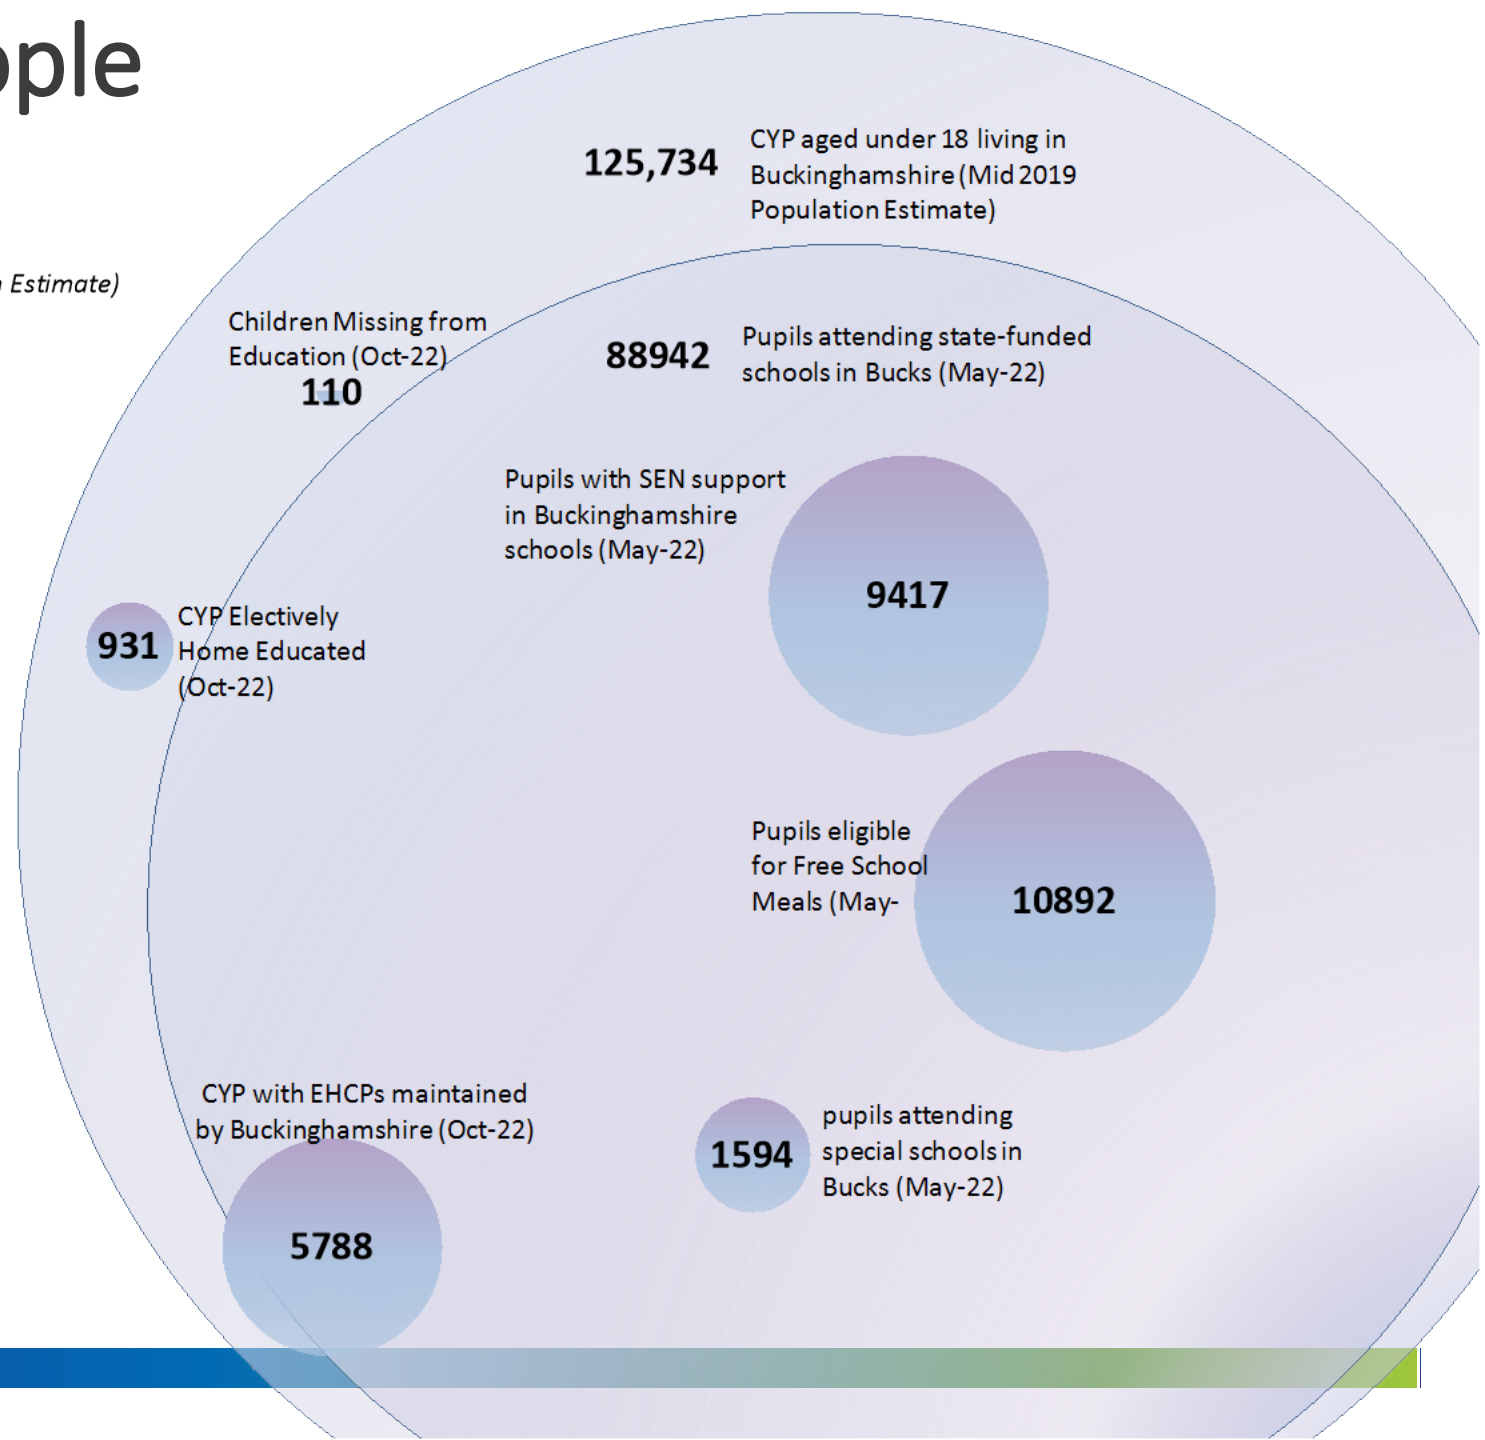 ople
125,734
CYP aged under 18 living in
Buckinghamshire (Mid 2019
Population Estimate)
Estimate)
Children Missing from
Education (Oct-22)
110
88942
Pupils attending state-funded
schools in Bucks (May-22)
Pupils with SEN support
in Buckinghamshire
schools (May-22)
9417
931
CYP Electively
Home Educated
(Oct-22)
Pupils eligible
for Free School
Meals (May-
10892
CYP with EHCPs maintained
by Buckinghamshire (Oct-22)
5788
1594
pupils attending
special schools in
Bucks (May-22)